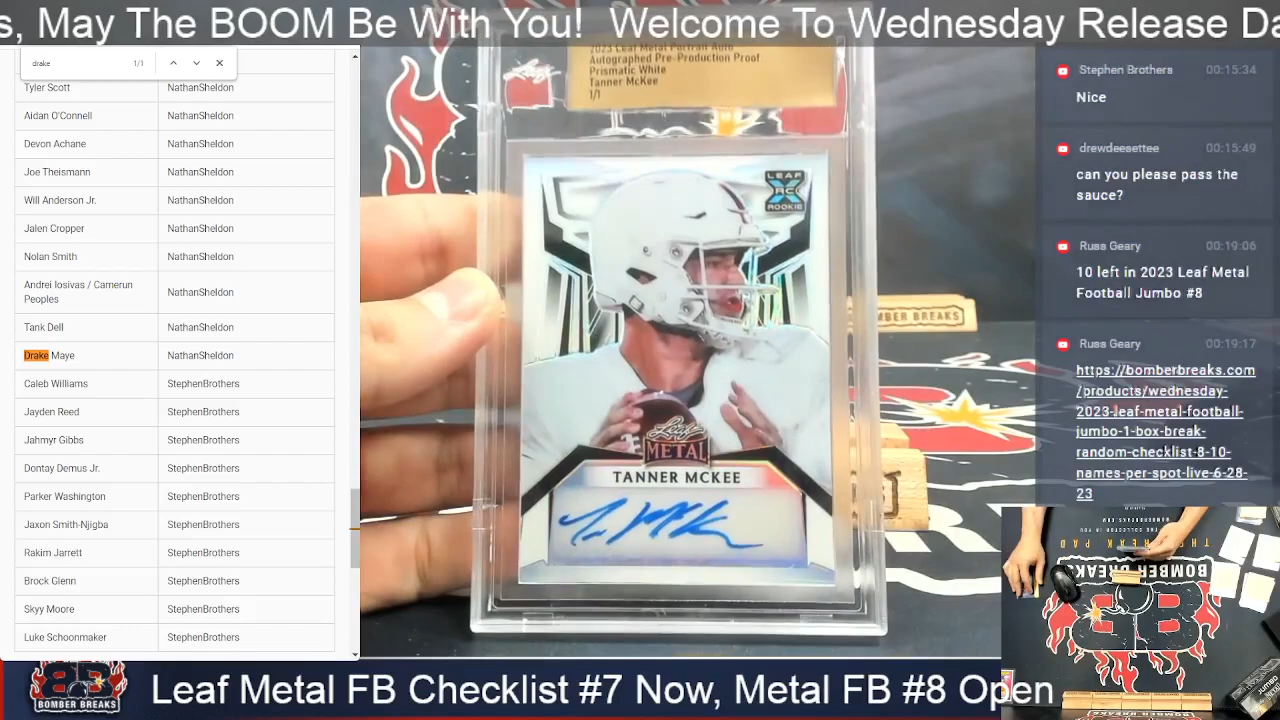 s, May The BOOM Be With You! Welcome To Wednesday Release Da
drake 1/1
Tyler Scott NathanSheldon
Aidan O'Connell NathanSheldon
Devon Achane NathanSheldon
Joe Theismann NathanSheldon
Will Anderson Jr. NathanSheldon
Jalen Cropper NathanSheldon
Nolan Smith NathanSheldon
/ Camerun
Peoples NathanSheldon
Tank Dell NathanSheldon
Drake Maye NathanSheldon
Caleb Williams StephenBrothers
Jayden Reed StephenBrothers
Jahmyr Gibbs StephenBrothers
Dontay Demus Jr. StephenBrothers
Parker Washington StephenBrothers
Jaxon Smith-Njigba StephenBrothers
Rakim Jarrett StephenBrothers
Brock Glenn StephenBrothers
Skyy Moore StephenBrothers
Luke Schoonmaker StephenBrothers
2023 Leaf Metal Portrait Auto
Autographed Pre-Production Proof
Prismatic White
Tanner McKee
1/1
Leaf
LEAF
XRC
ROOKIE
Leaf
METAL
TANNER MCKEE
BER BREAKS
Stephen Brothers 00:15:34
Nice
drewdeesettee 00:15:49
can you please pass the
sauce?
Russ Geary 00:19:06
10 left in 2023 Leaf Metal
Football Jumbo #8
Russ Geary 00:19:17
https://bomberbreaks.com
/products/wednesday-
2023-leaf-metal-football-
jumbo-1-box-break-
random-checklist-8-10-
names-per-spot-live-6-28-
23
BOMBER BREAKS
BB
BOMBER BREAKS
Leaf Metal FB Checklist #7 Now, Metal FB #8 Open